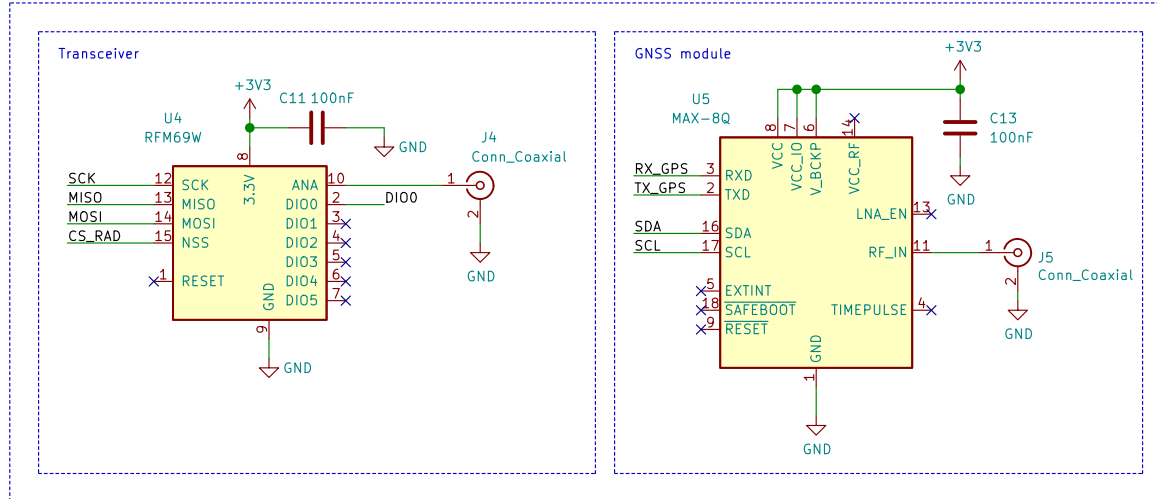 Transceiver
+3V3
C11 100nF
U4
RFM69W
GND
J4
Conn_Coaxial
8
3.3V
SCK 12 SCK
MISO 13 MISO
MOSI 14 MOSI
CS_RAD 15 NSS
1 RESET
ANA 10
DIO0 2 DIO0
DIO1 3
DIO2 4
DIO3 5
DIO4 6
DIO5 7
GND
9
GND
1
2
GND
GNSS module
+3V3
U5
MAX-8Q
C13
100nF
GND
8 7 6 14
VCC VCC_IO V_BCKP VCC_RF
RX_GPS 3 RXD
TX_GPS 2 TXD
SDA 16 SDA
SCL 17 SCL
5 EXTINT
18 SAFEBOOT
9 RESET
LNA_EN 13
RF_IN 11
TIMEPULSE 4
GND
1
GND
1
J5
Conn_Coaxial
2
GND